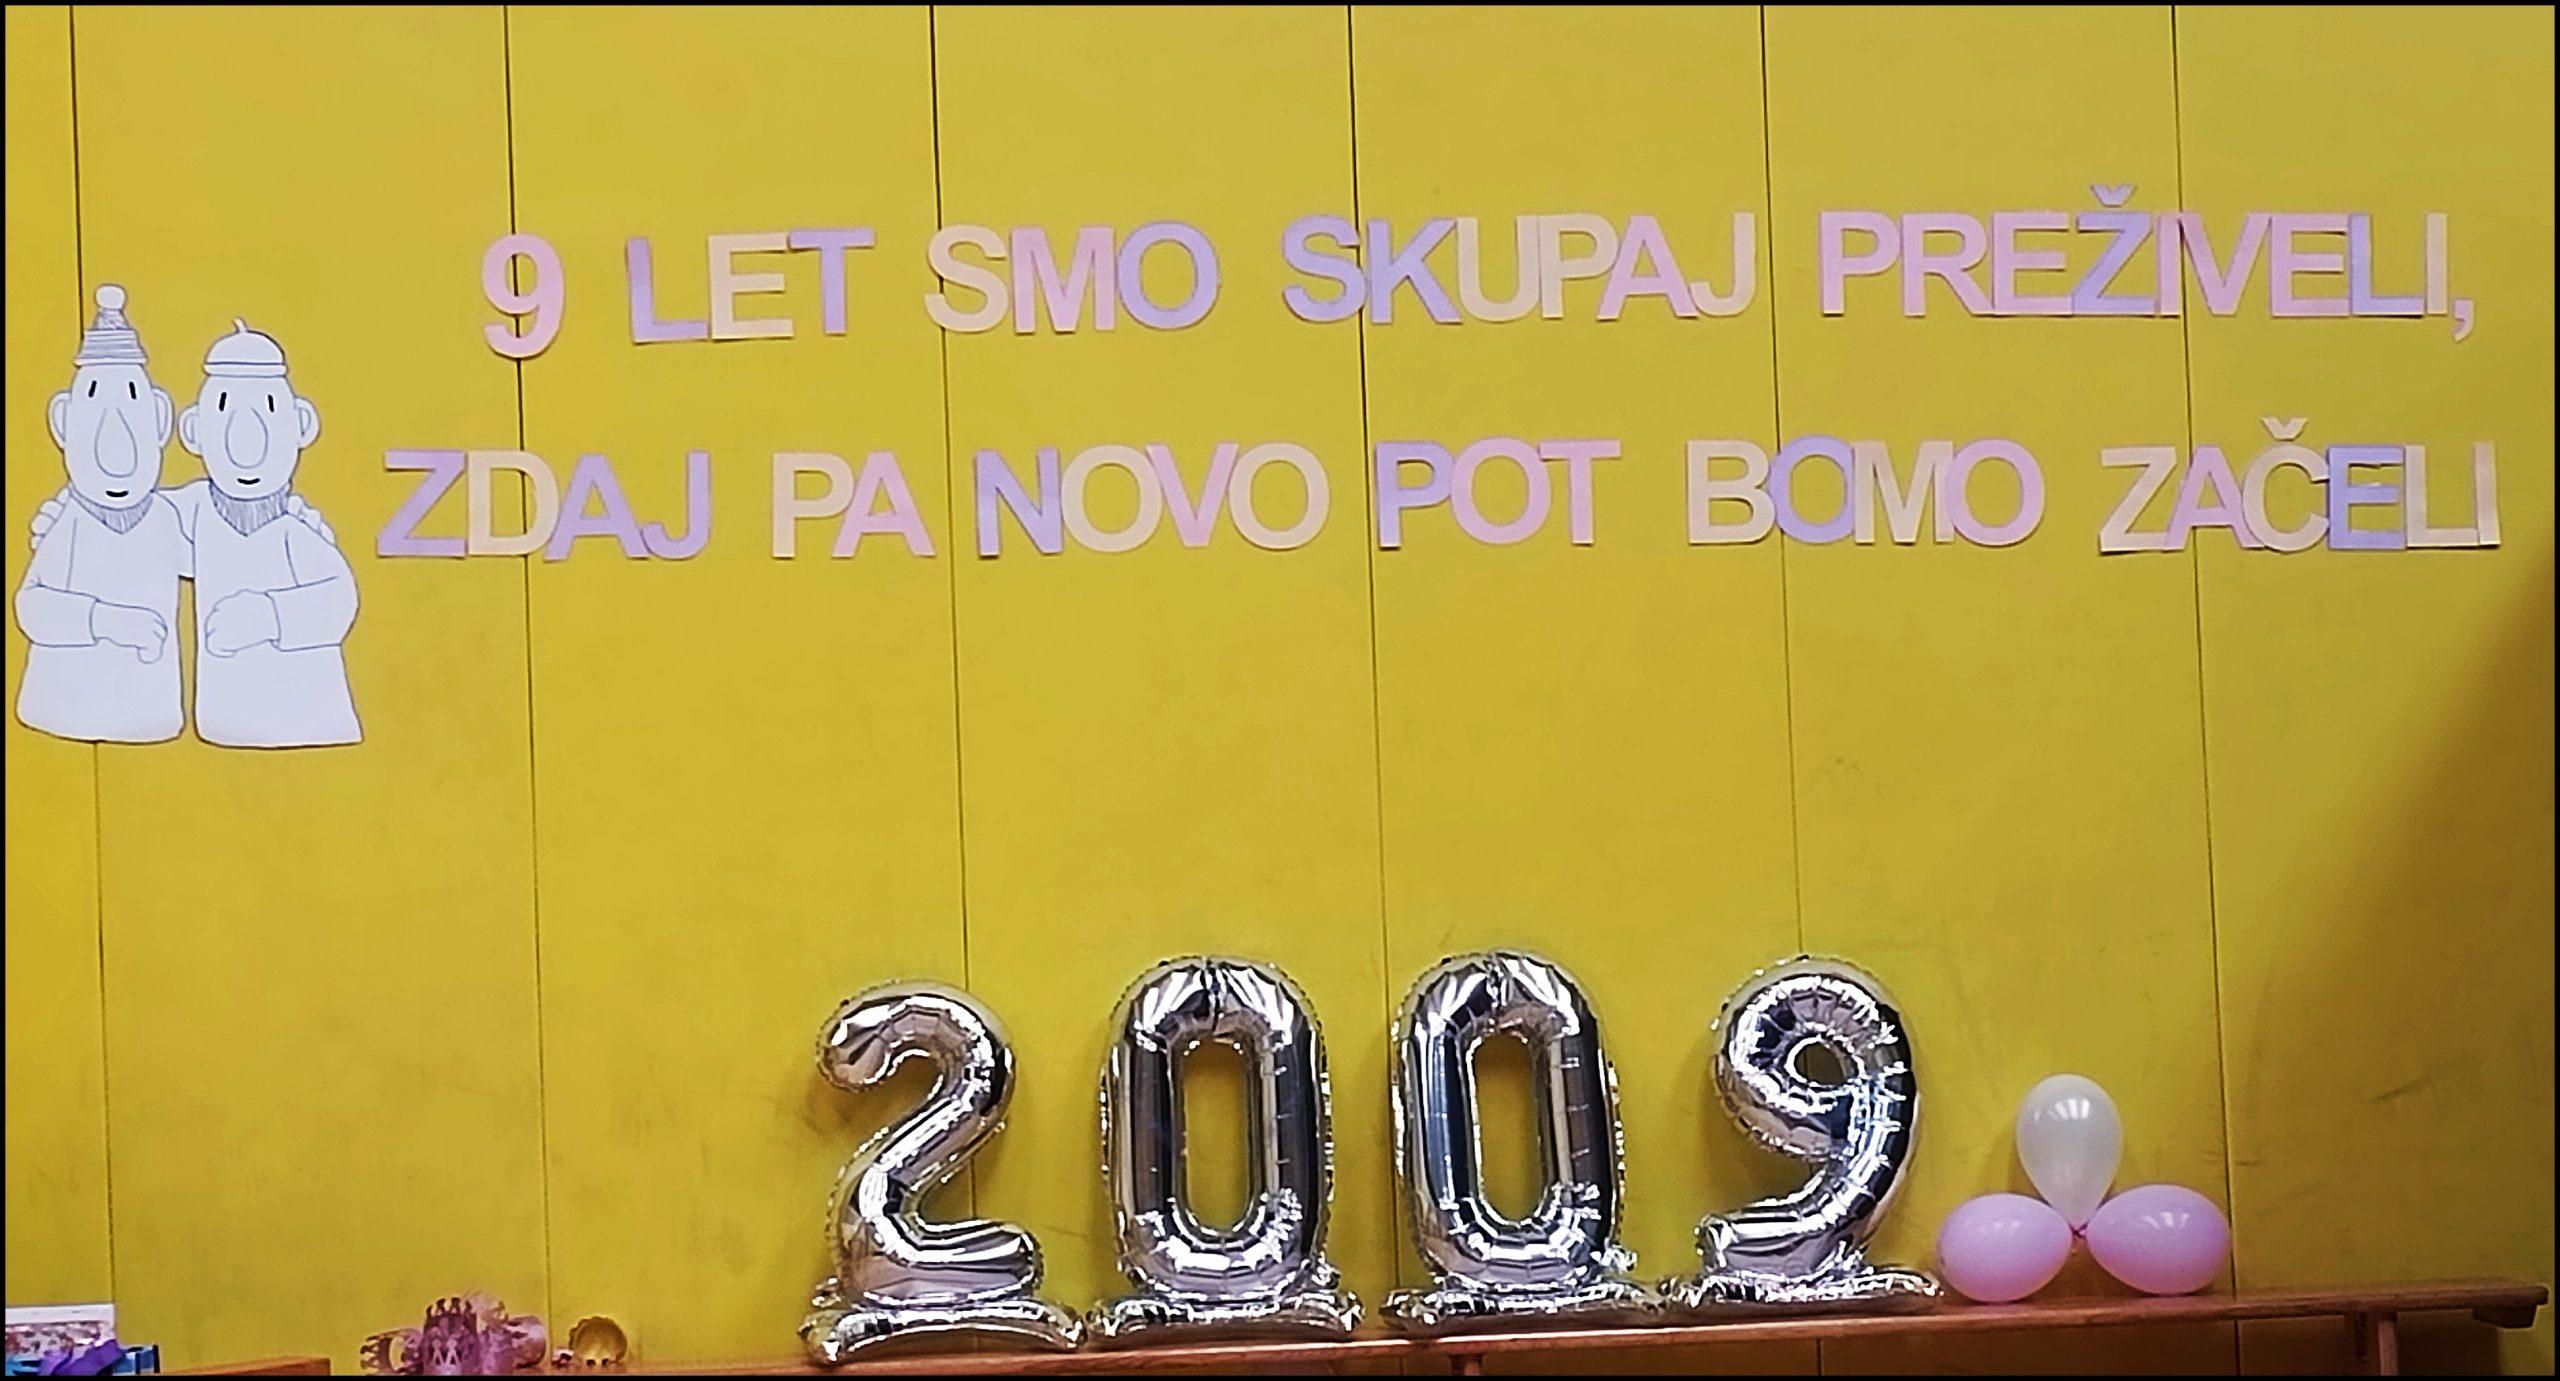 9 LET SMO SKUPAJ PREŽIVELI,
ZDAJ PA NOVO POT BOMO ZAČELI
2009